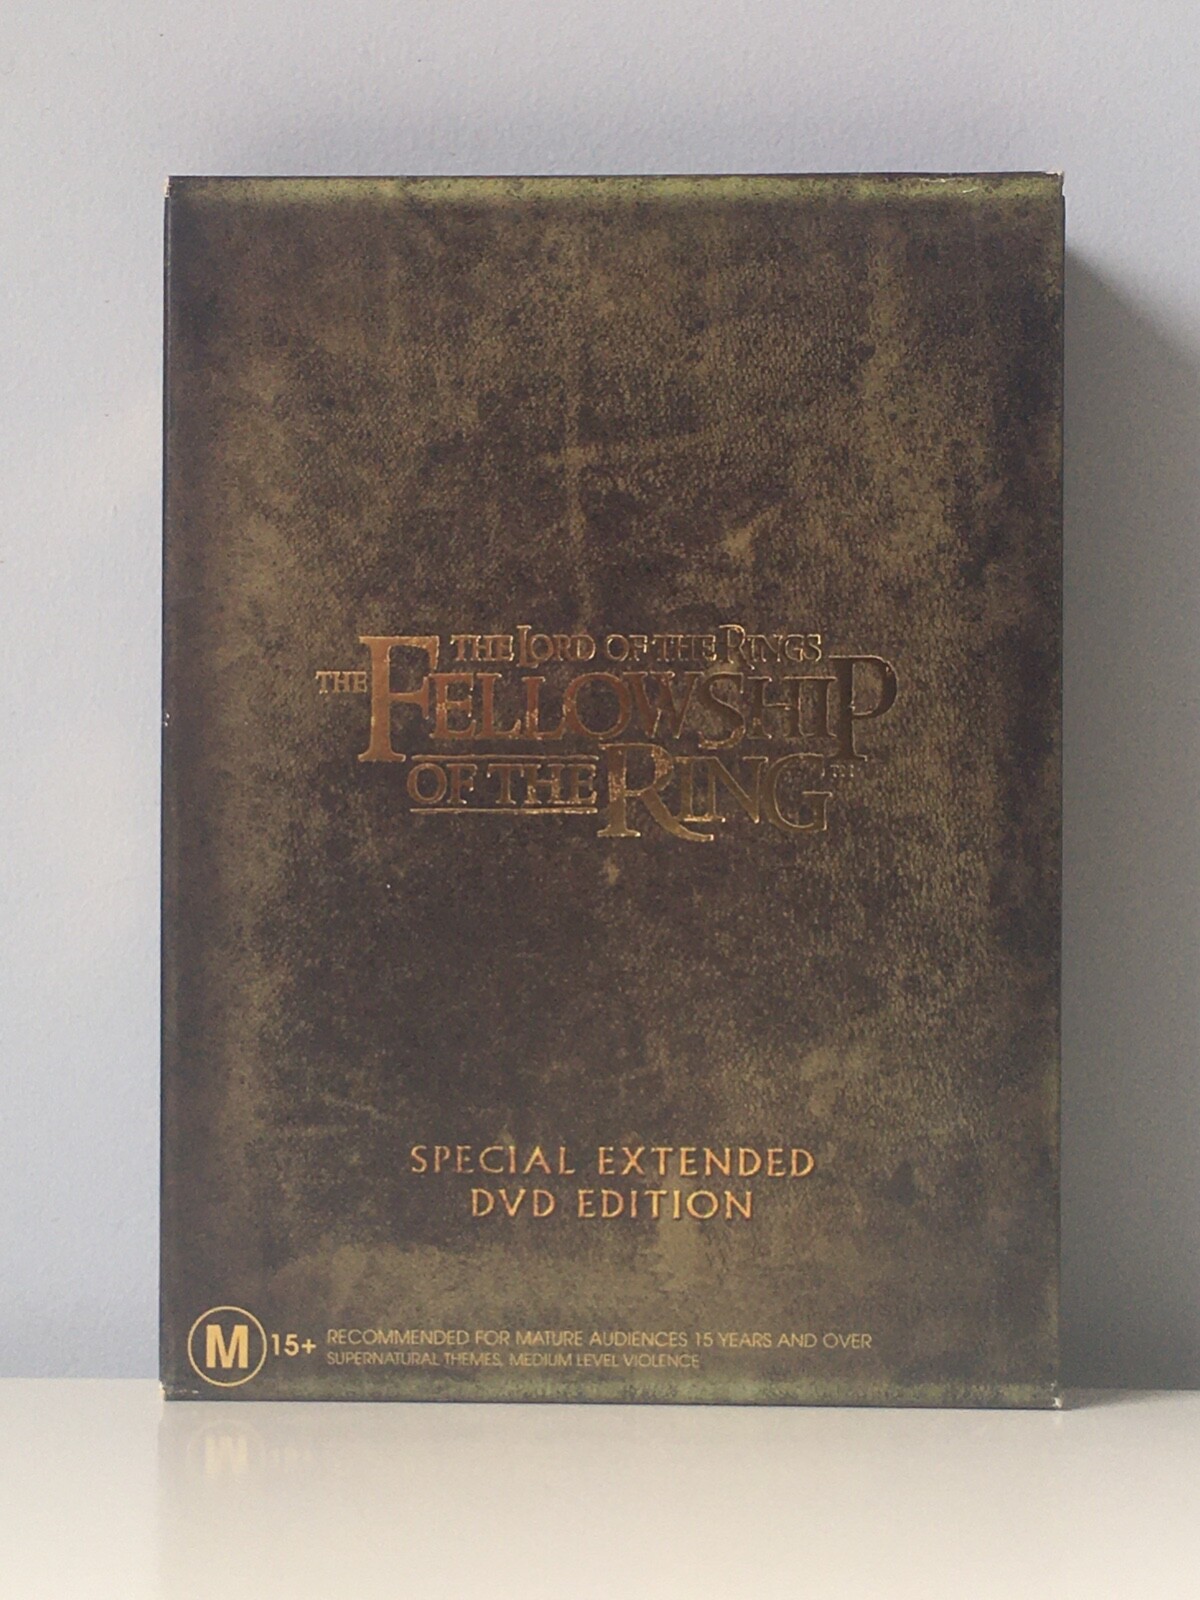 THE LORD OF THE RINGS
THE FELLOWSHIP
OF THE RING™
SPECIAL EXTENDED
DVD EDITION
M 15+ RECOMMENDED FOR MATURE AUDIENCES 15 YEARS AND OVER
SUPERNATURAL THEMES, MEDIUM LEVEL VIOLENCE